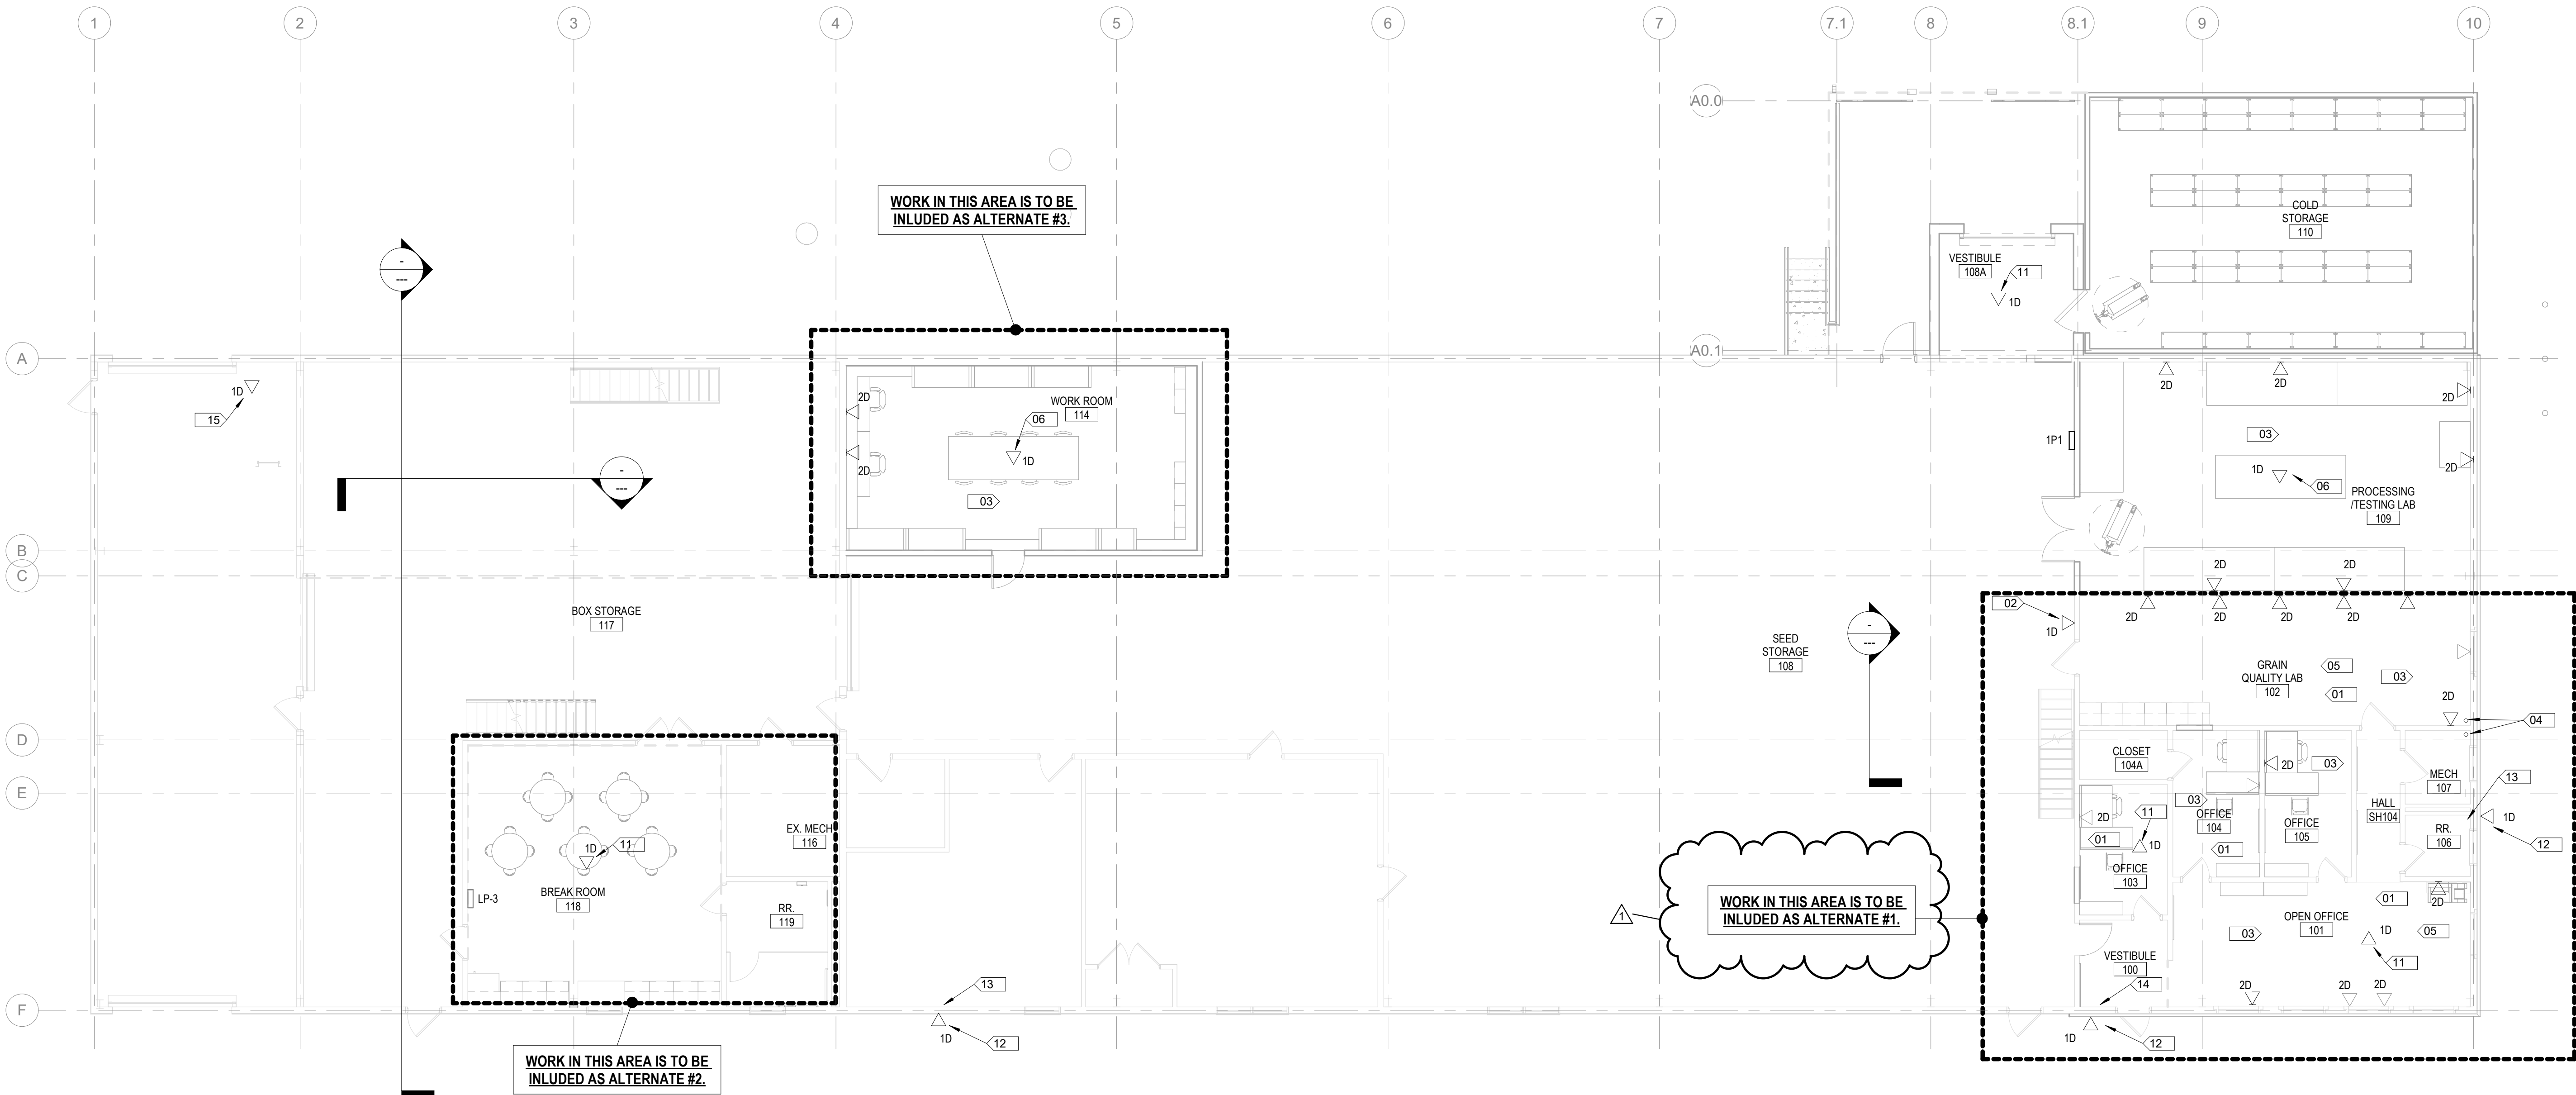 1
2
3
4
5
6
7
7.1
8
8.1
9
10
A0.0
WORK IN THIS AREA IS TO BE
INLUDED AS ALTERNATE #3.
COLD
STORAGE
110
VESTIBULE
108A
11
1D
A
A0.1
1D
15
2D
2D
WORK ROOM
114
06
1D
03
-
---
-
---
2D
2D
2D
1P1
03
2D
1D
06
PROCESSING
/TESTING LAB
109
B
C
2D
2D
BOX STORAGE
117
02
1D
2D
2D
2D
2D
SEED
STORAGE
108
-
---
GRAIN
QUALITY LAB
102
05
03
01
2D
04
D
E
CLOSET
104A
2D
03
MECH
107
13
03
OFFICE
104
OFFICE
105
HALL
SH104
1D
2D
11
01
1D
01
RR.
106
12
EX. MECH
116
1D
11
BREAK ROOM
118
LP-3
RR.
119
OFFICE
103
1
WORK IN THIS AREA IS TO BE
INLUDED AS ALTERNATE #1.
01
2D
OPEN OFFICE
101
03
1D
05
11
VESTIBULE
100
14
2D
2D
2D
F
13
1D
12
1D
12
WORK IN THIS AREA IS TO BE
INLUDED AS ALTERNATE #2.